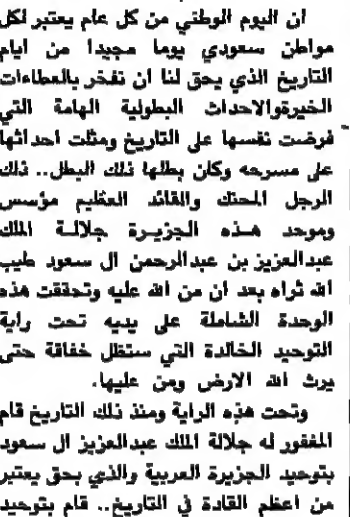 ان اليوم الوطني من كل عام يعتبر لكل
مواطن سعودي يوما مجيدا من ايام
التاريخ الذي يحق لنا ان نفخر بالعطاءات
الخيرةوالاحداث البطولية الهامة التي
فرضت نفسها على التاريخ ومثلت احداثها
على مسرحه وكان بطلها ذلك البطل.. ذلك
الرجل المحنك والقائد العظيم مؤسس
وموحد هذه الجزيرة جلالة الملك
عبدالعزيز بن عبدالرحمن ال سعود طيب
الله ثراه بعد ان من الله عليه وتحققت هذه
الوحدة الشاملة على يديه تحت راية
التوحيد الخالدة التي ستظل خفاقة حتى
يرث الله الارض ومن عليها.
وتحت هذه الراية ومنذ ذلك التاريخ قام
المغفور له جلالة الملك عبدالعزيز ال سعود
بتوحيد الجزيرة العربية والذي بحق يعتبر
من اعظم القادة في التاريخ.. قام بتوحيد